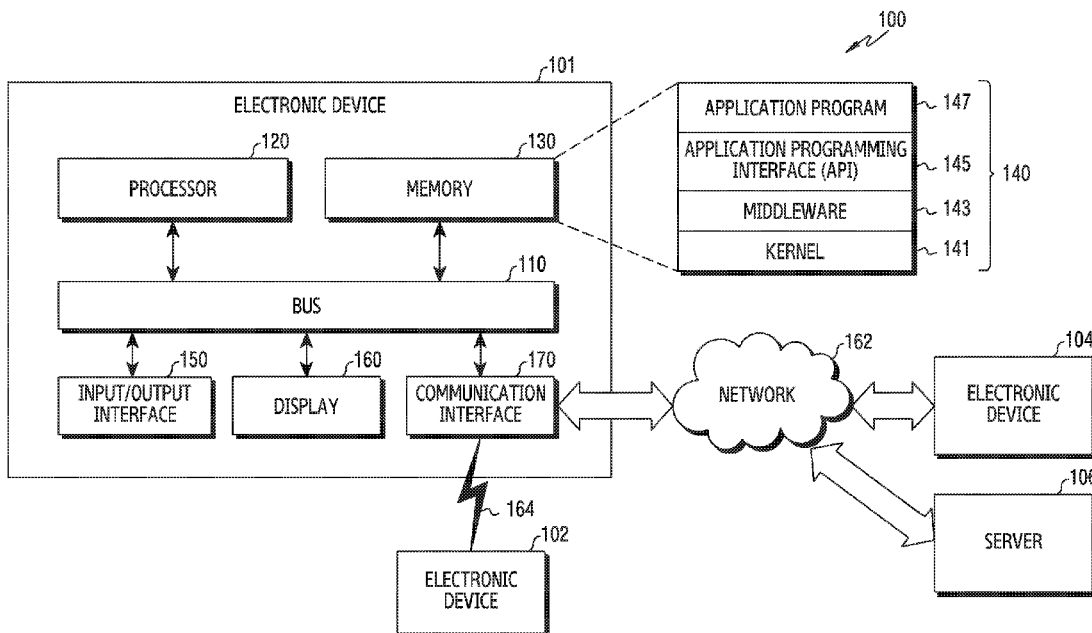 100
101
ELECTRONIC DEVICE
120
PROCESSOR
130
MEMORY
APPLICATION PROGRAM
147
APPLICATION PROGRAMMING
INTERFACE (API)
145
MIDDLEWARE
143
KERNEL
141
140
110
BUS
150
INPUT/OUTPUT
INTERFACE
160
DISPLAY
170
COMMUNICATION
INTERFACE
162
NETWORK
104
ELECTRONIC
DEVICE
106
SERVER
164
102
ELECTRONIC
DEVICE